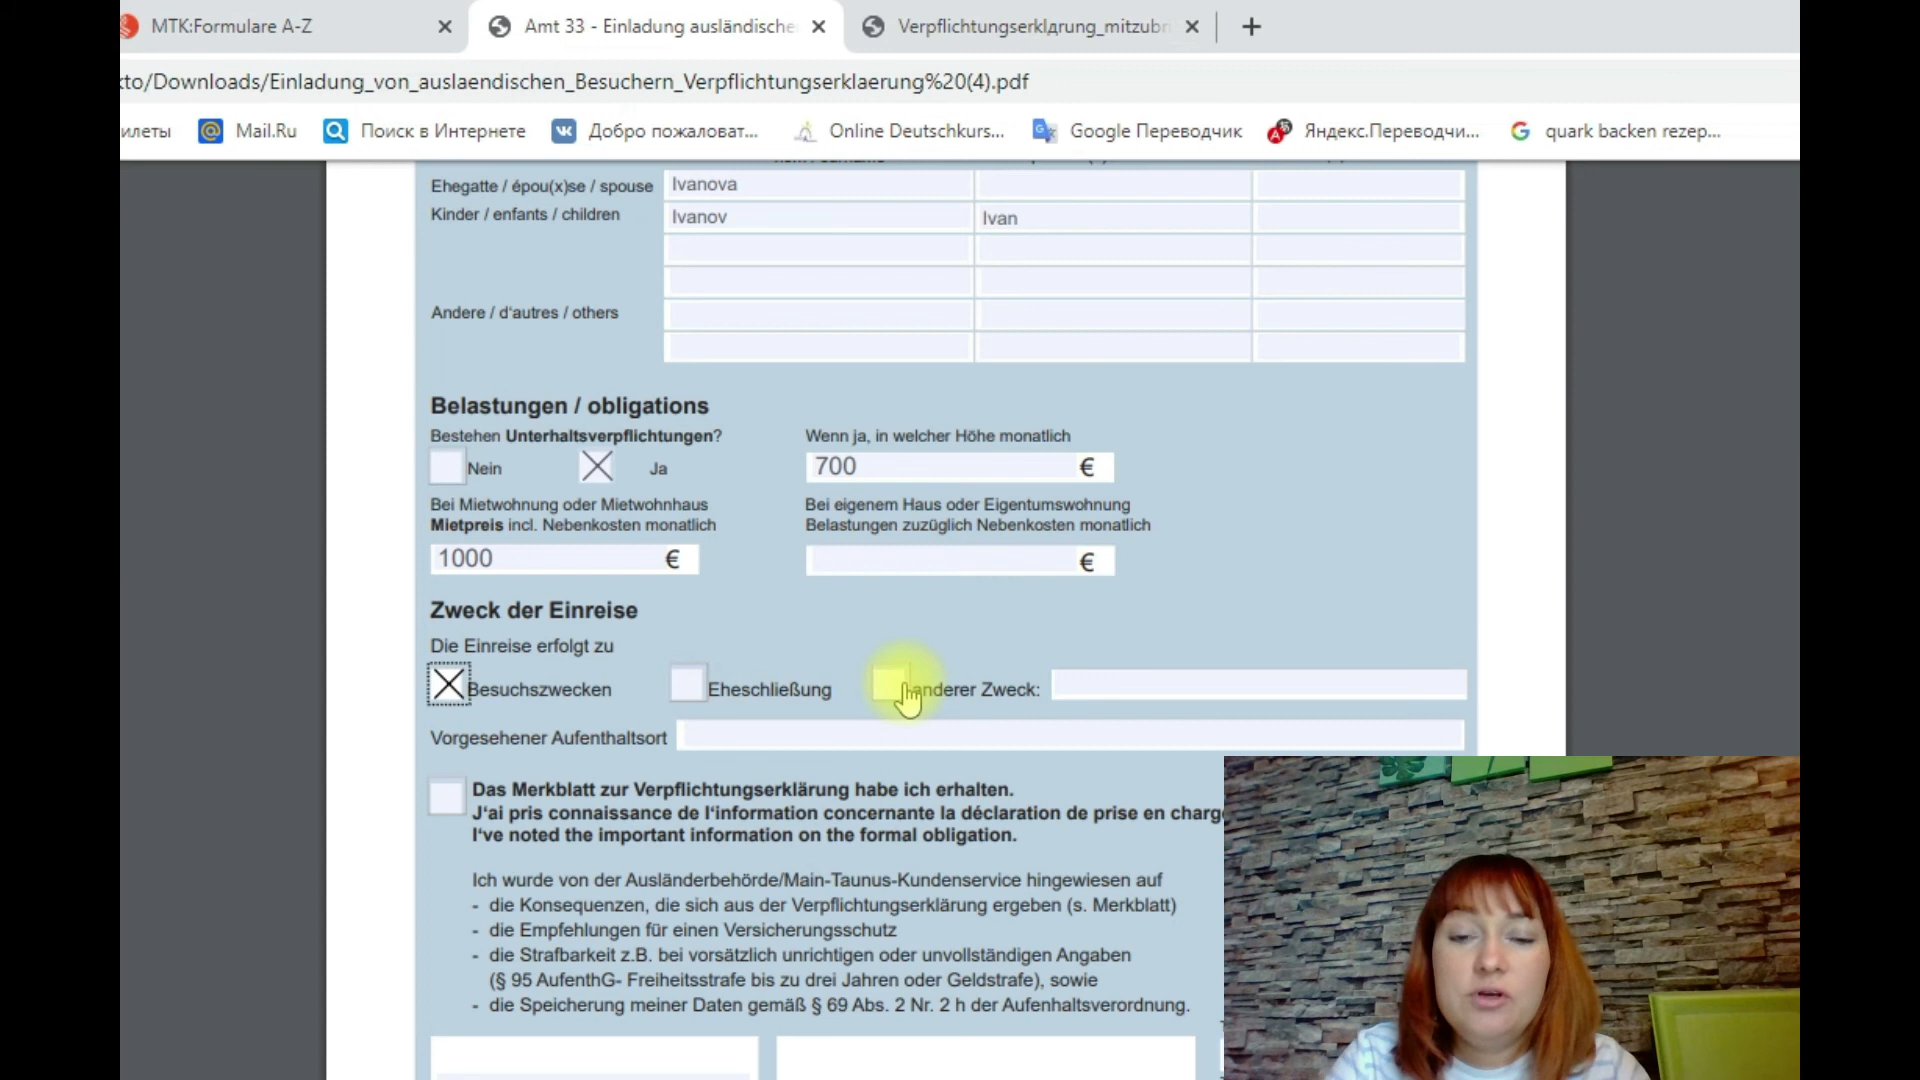 MTK:Formulare A-Z
Amt 33 - Einladung ausländische
Verpflichtungserklдrung_mitzubr
kto/Downloads/Einladung_von_auslaendischen_Besuchern_Verpflichtungserklaerung%20(4).pdf
илеты Mail.Ru Поиск в Интернете Добро пожаловат... Online Deutschkurs... Google Переводчик Яндекс.Переводчи... quark backen rezep...
Ehegatte / épou(x)se / spouse Ivanova
Kinder / enfants / children Ivanov Ivan
Andere / d'autres / others
Belastungen / obligations
Bestehen Unterhaltsverpflichtungen? Wenn ja, in welcher Höhe monatlich
Nein Ja 700 €
Bei Mietwohnung oder Mietwohnhaus Bei eigenem Haus oder Eigentumswohnung
Mietpreis incl. Nebenkosten monatlich Belastungen zuzüglich Nebenkosten monatlich
1000 € €
Zweck der Einreise
Die Einreise erfolgt zu
Besuchszwecken Eheschließung anderer Zweck:
Vorgesehener Aufenthaltsort
Das Merkblatt zur Verpflichtungserklärung habe ich erhalten.
J'ai pris connaissance de l'information concernante la déclaration de prise en charg
I've noted the important information on the formal obligation.
Ich wurde von der Ausländerbehörde/Main-Taunus-Kundenservice hingewiesen auf
- die Konsequenzen, die sich aus der Verpflichtungserklärung ergeben (s. Merkblatt)
- die Empfehlungen für einen Versicherungsschutz
- die Strafbarkeit z.B. bei vorsätzlich unrichtigen oder unvollständigen Angaben
(§ 95 AufenthG- Freiheitsstrafe bis zu drei Jahren oder Geldstrafe), sowie
- die Speicherung meiner Daten gemäß § 69 Abs. 2 Nr. 2 h der Aufenhaltsverordnung.